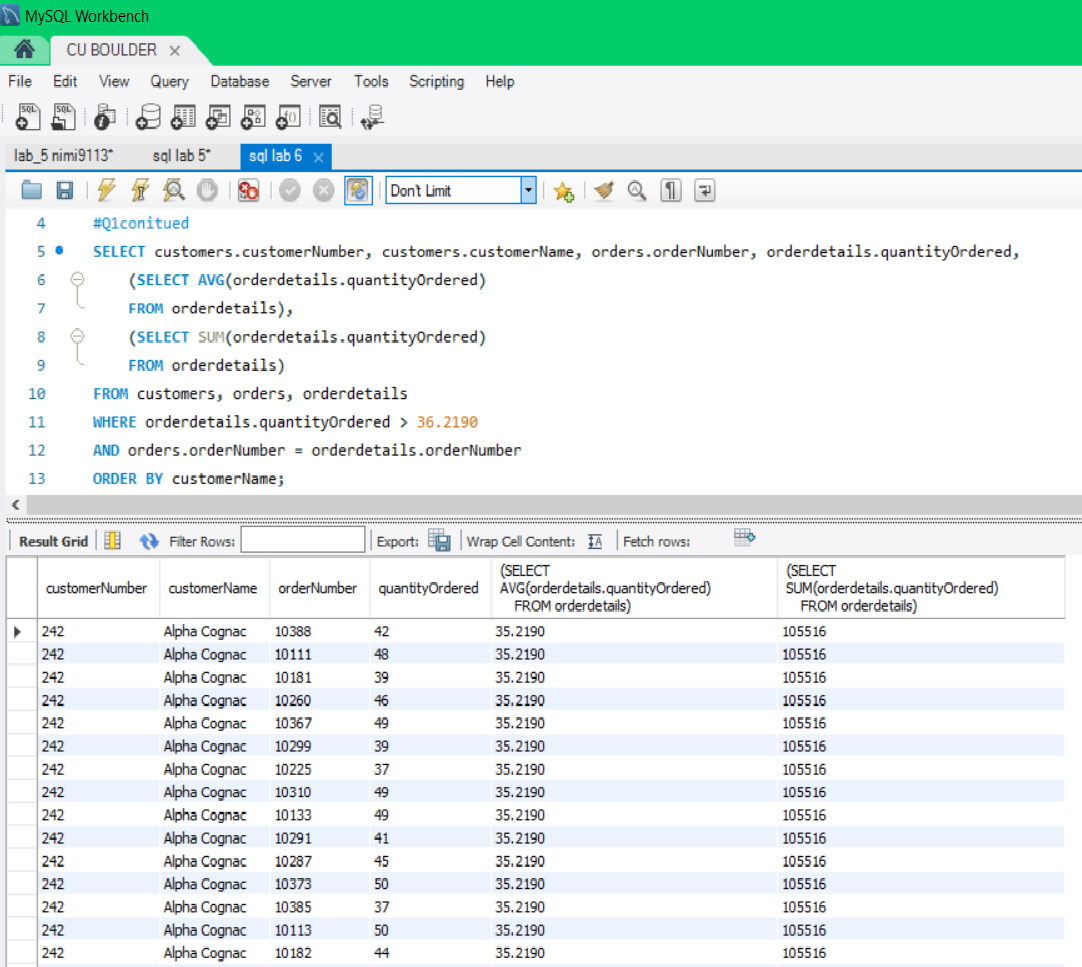 MySQL Workbench
CU BOULDER
File Edit View Query Database Server Tools Scripting Help
lab_5 nimi9113* sql lab 5* sql lab 6
Don't Limit
4 #Q1conitued
5 SELECT customers.customerNumber, customers.customerName, orders.orderNumber, orderdetails.quantityOrdered,
6 (SELECT AVG(orderdetails.quantityOrdered)
7 FROM orderdetails),
8 (SELECT SUM(orderdetails.quantityOrdered)
9 FROM orderdetails)
10 FROM customers, orders, orderdetails
11 WHERE orderdetails.quantityOrdered > 36.2190
12 AND orders.orderNumber = orderdetails.orderNumber
13 ORDER BY customerName;
Result Grid Filter Rows: Export: Wrap Cell Content: Fetch rows:
(SELECT (SELECT
customerNumber customerName orderNumber quantityOrdered AVG(orderdetails.quantityOrdered) SUM(orderdetails.quantityOrdered)
FROM orderdetails) FROM orderdetails)
242 Alpha Cognac 10388 42 35.2190 105516
242 Alpha Cognac 10111 48 35.2190 105516
242 Alpha Cognac 10181 39 35.2190 105516
242 Alpha Cognac 10260 46 35.2190 105516
242 Alpha Cognac 10367 49 35.2190 105516
242 Alpha Cognac 10299 39 35.2190 105516
242 Alpha Cognac 10225 37 35.2190 105516
242 Alpha Cognac 10310 49 35.2190 105516
242 Alpha Cognac 10133 49 35.2190 105516
242 Alpha Cognac 10291 41 35.2190 105516
242 Alpha Cognac 10287 45 35.2190 105516
242 Alpha Cognac 10373 50 35.2190 105516
242 Alpha Cognac 10385 37 35.2190 105516
242 Alpha Cognac 10113 50 35.2190 105516
242 Alpha Cognac 10182 44 35.2190 105516